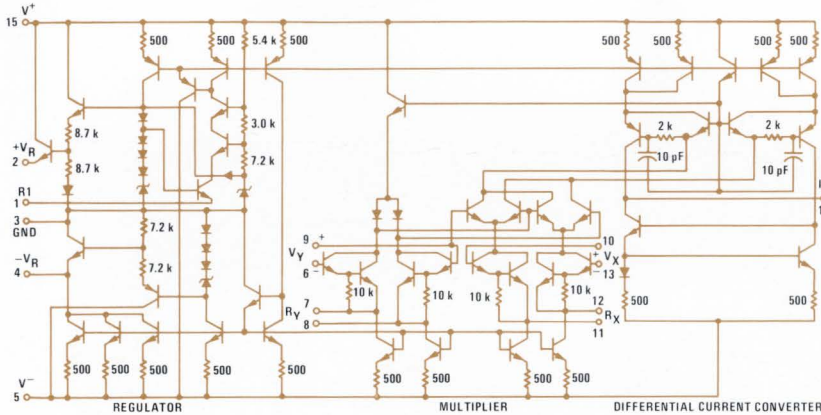 V+
15
500
500
5.4 k
500
500
500
500
500
8.7 k
+VR
2
8.7 k
3.0 k
7.2 k
2 k
2 k
10 pF
10 pF
R1
1
3
GND
7.2 k
−VR
4
7.2 k
9 +
VY
6 −
10
+ VX
− 13
10 k
10 k
10 k
10 k
7
RY
8
12
RX
11
500
500
500
500
500
500
500
500
500
500
500
500
V−
5
REGULATOR
MULTIPLIER
DIFFERENTIAL CURRENT CONVERTER